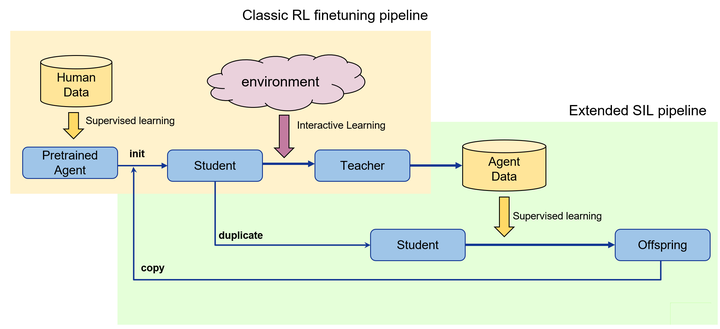 Classic RL finetuning pipeline
Human
Data
environment
Supervised learning
Interactive Learning
Extended SIL pipeline
Pretrained
Agent
init
Student
Teacher
Agent
Data
Supervised learning
duplicate
Student
Offspring
copy